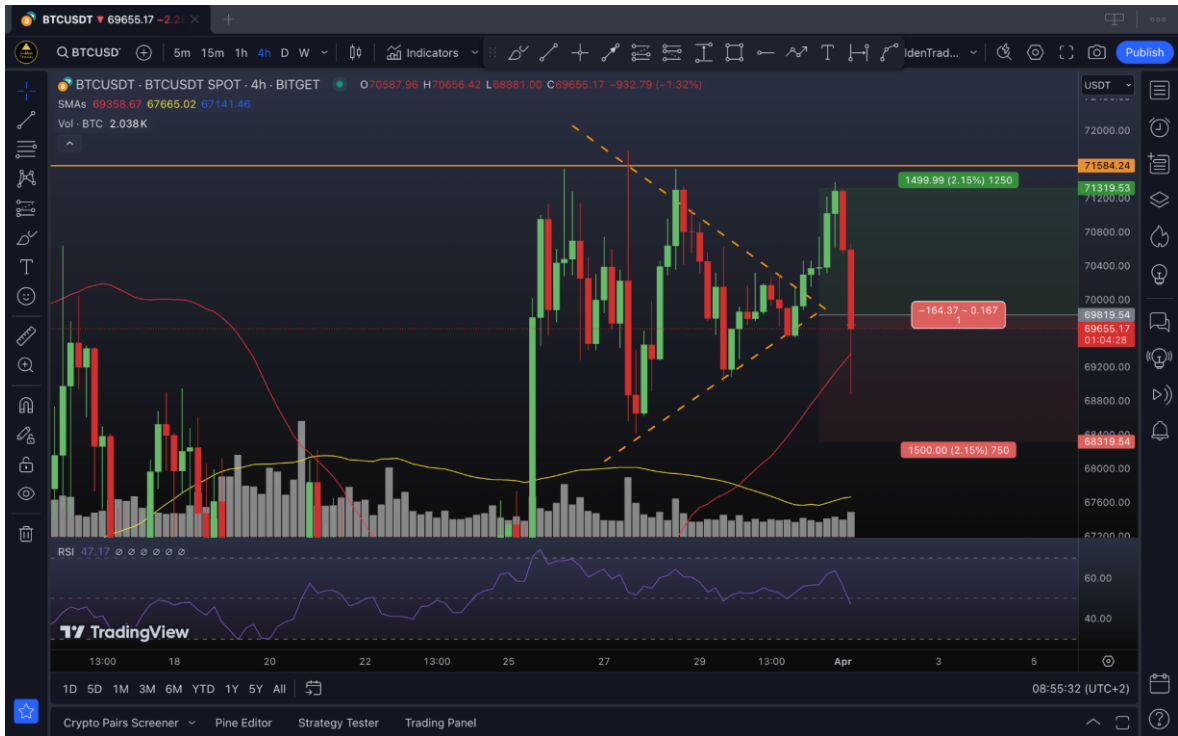 BTCUSDT ▼ 69655.17 −2.2
BTCUSD 5m 15m 1h 4h D W Indicators T ldenTrad... Publish
BTCUSDT · BTCUSDT SPOT · 4h · BITGET O70587.96 H70656.42 L68881.00 C69655.17 −932.79 (−1.32%)
USDT
SMAs 69358.67 67665.02 67141.46
Vol · BTC 2.038K
72000.00
71584.24
1499.99 (2.15%) 1250
71319.53
71200.00
70800.00
70400.00
70000.00
−164.37 ~ 0.167
1
69819.54
69655.17
01:04:28
69200.00
68800.00
68400.00
68319.54
1500.00 (2.15%) 750
68000.00
67600.00
67200.00
RSI 47.17 ø ø ø ø ø ø
60.00
40.00
TradingView
13:00 18 20 22 13:00 25 27 29 13:00 Apr 3 5
1D 5D 1M 3M 6M YTD 1Y 5Y All
08:55:32 (UTC+2)
Crypto Pairs Screener Pine Editor Strategy Tester Trading Panel